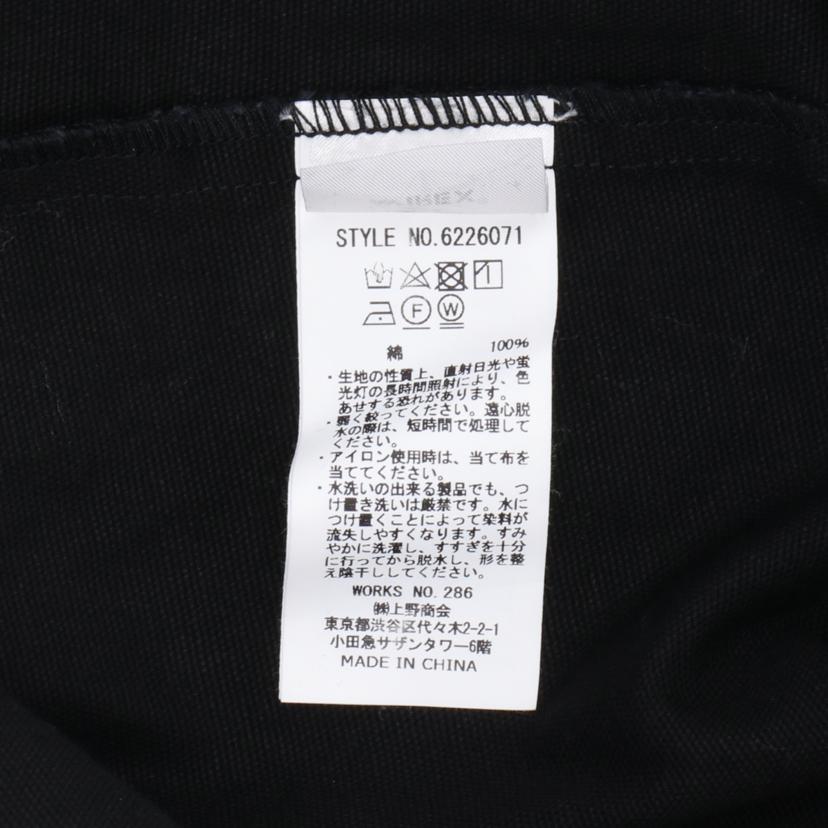 STYLE NO.6226071
F W
綿 100%
・生地の性質上、直射日光や蛍
光灯の長時間照射により、色
あせする恐れがあります。
・弱く絞ってください。遠心脱
水の際は、短時間で処理して
ください。
・アイロン使用時は、当て布を
当ててください。
・水洗いの出来る製品でも、つ
け置き洗いは厳禁です。水に
つけ置くことによって染料が
流失しやすくなります。すみ
やかに洗濯し、すすぎを十分
に行ってから脱水し、形を整
え陰干ししてください。
WORKS NO.286
㈱上野商会
東京都渋谷区代々木2-2-1
小田急サザンタワー6階
MADE IN CHINA